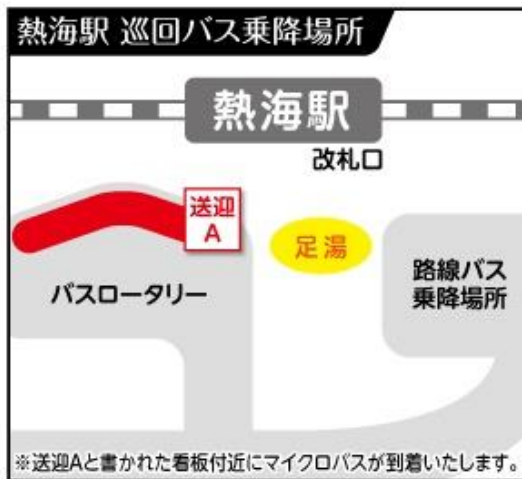 熱海駅 巡回バス乗降場所
熱海駅
改札口
送迎
A
足湯
バスロータリー
路線バス
乗降場所
※送迎Aと書かれた看板付近にマイクロバスが到着いたします。